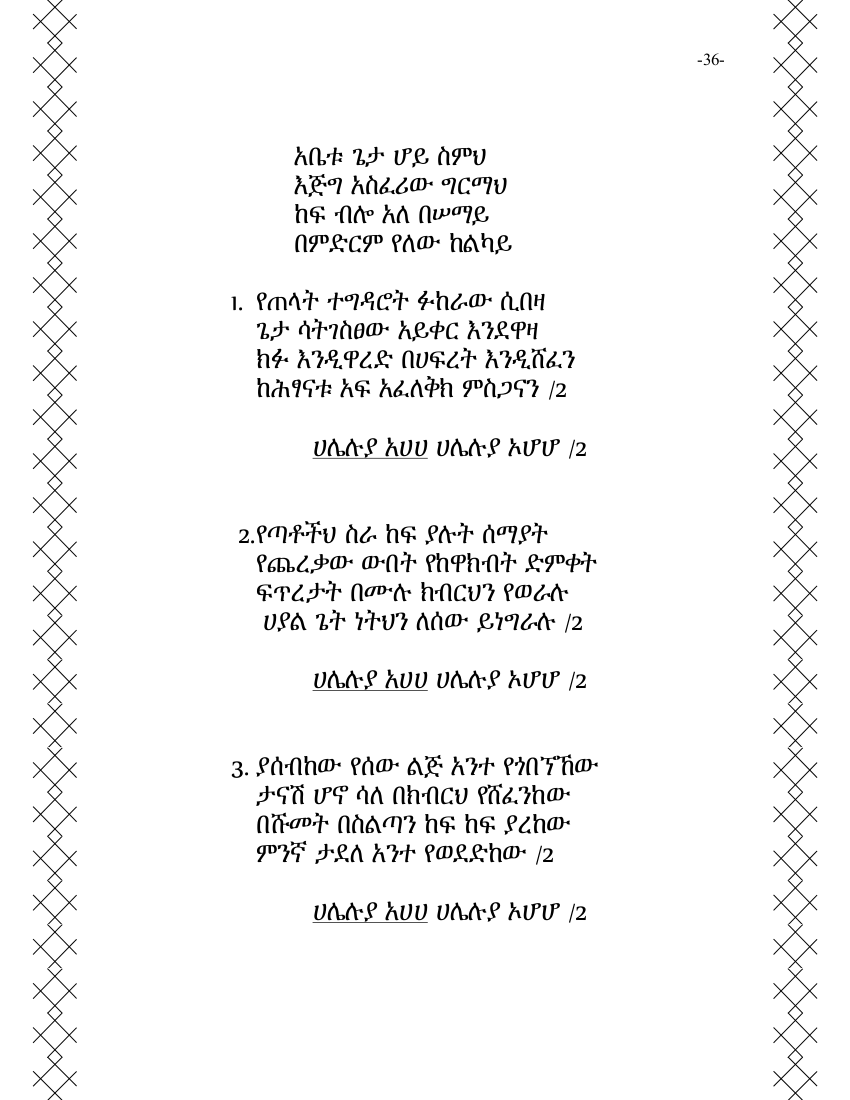 -36-
አቤቱ ጌታ ሆይ ስምህ
እጅግ አስፈሪው ግርማህ
ከፍ ብሎ አለ በሠማይ
በምድርም የለው ከልካይ
1. የጠላት ተግዳሮት ፉከራው ሲበዛ
ጌታ ሳትገስፀው አይቀር እንደዋዛ
ክፉ እንዲዋረድ በሀፍረት እንዲሸፈን
ከሕፃናቱ አፍ አፈለቅክ ምስጋናን /2
ሀሌሉያ አሀሀ ሀሌሉያ ኦሆሆ /2
2.የጣቶችህ ስራ ከፍ ያሉት ሰማያት
የጨረቃው ውበት የከዋክብት ድምቀት
ፍጥረታት በሙሉ ክብርህን የወራሉ
ሀያል ጌት ነትህን ለሰው ይነግራሉ /2
ሀሌሉያ አሀሀ ሀሌሉያ ኦሆሆ /2
3. ያሰብከው የሰው ልጅ አንተ የጎበኘኸው
ታናሽ ሆኖ ሳለ በክብርህ የሸፈንከው
በሹመት በስልጣን ከፍ ከፍ ያረከው
ምንኛ ታደለ አንተ የወደድከው /2
ሀሌሉያ አሀሀ ሀሌሉያ ኦሆሆ /2